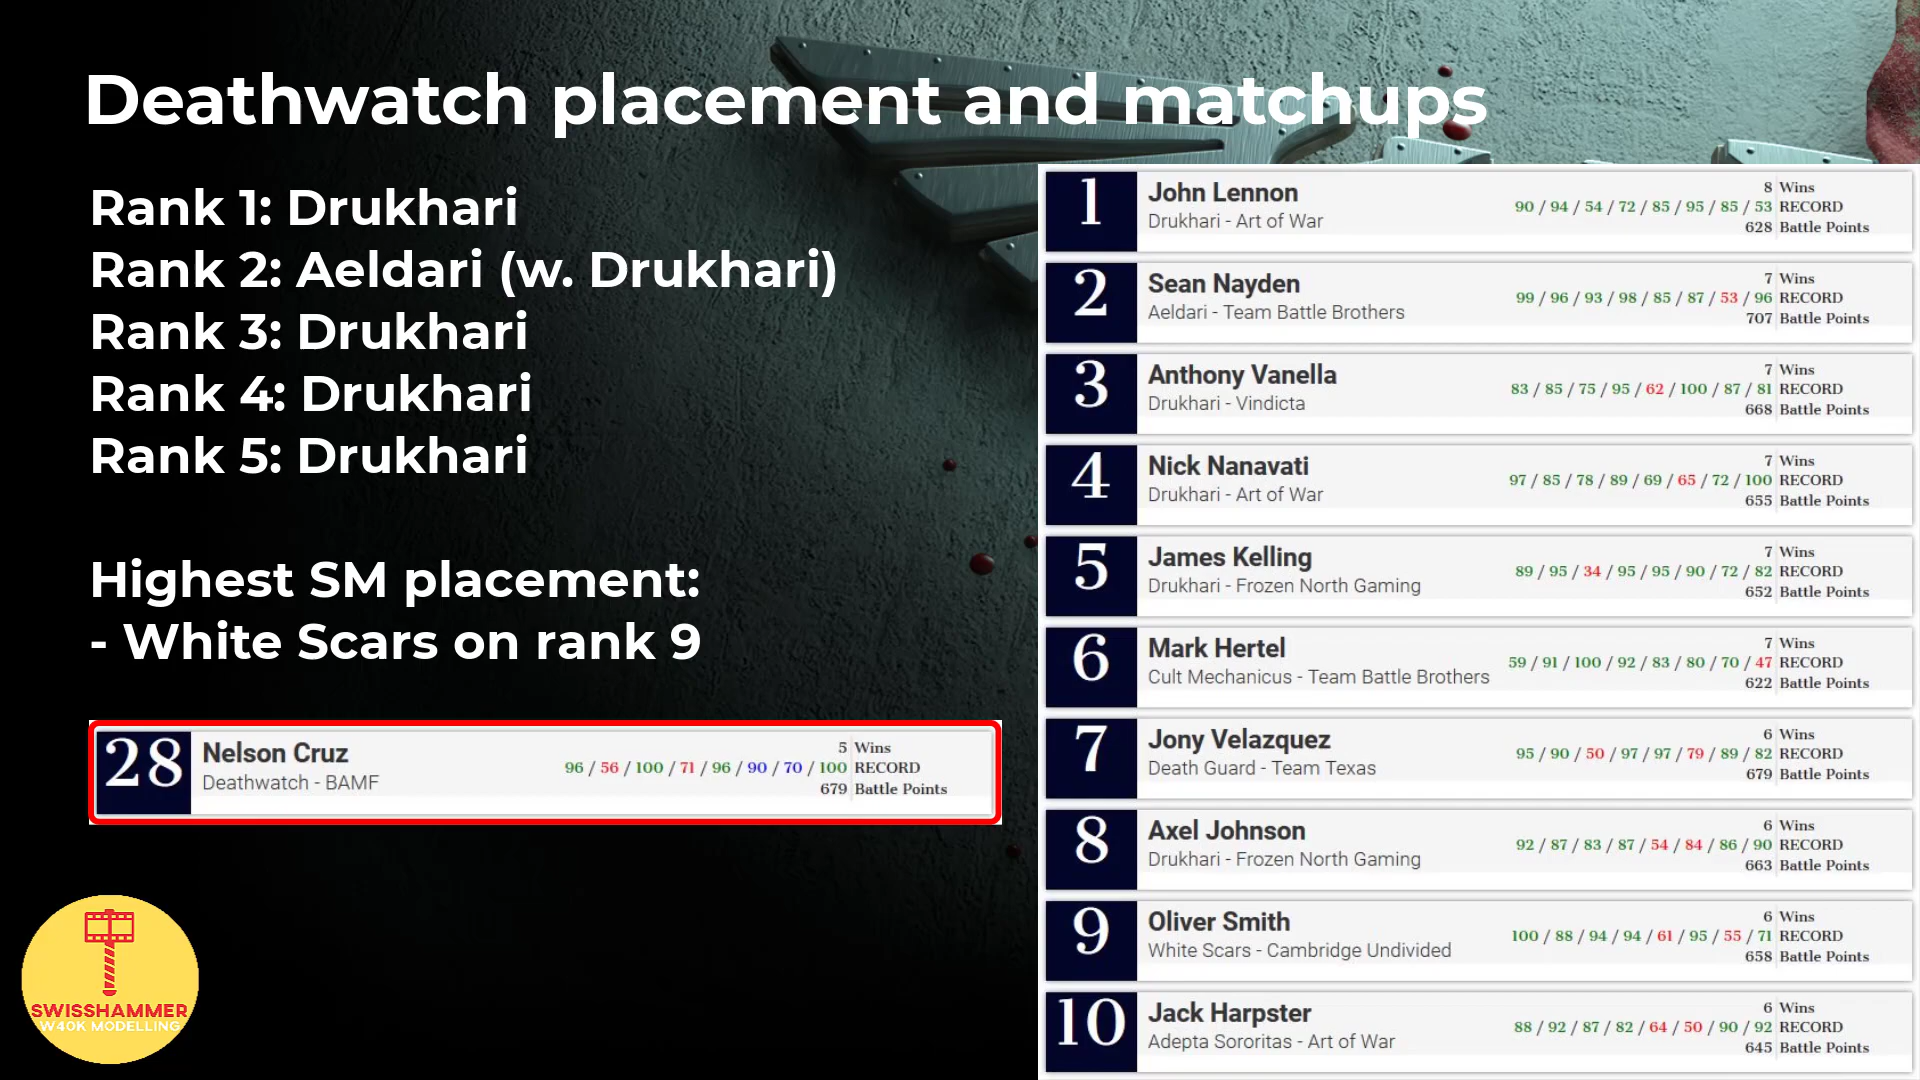 Deathwatch placement and matchups
Rank 1: Drukhari
Rank 2: Aeldari (w. Drukhari)
Rank 3: Drukhari
Rank 4: Drukhari
Rank 5: Drukhari
Highest SM placement:
- White Scars on rank 9
28
Nelson Cruz
Deathwatch - BAMF
5 Wins
96 / 56 / 100 / 71 / 96 / 90 / 70 / 100 RECORD
679 Battle Points
SWISSHAMMER
W40K MODELLING
1
John Lennon
Drukhari - Art of War
8 Wins
90 / 94 / 54 / 72 / 85 / 95 / 85 / 53 RECORD
628 Battle Points
2
Sean Nayden
Aeldari - Team Battle Brothers
7 Wins
99 / 96 / 93 / 98 / 85 / 87 / 53 / 96 RECORD
707 Battle Points
3
Anthony Vanella
Drukhari - Vindicta
7 Wins
83 / 85 / 75 / 95 / 62 / 100 / 87 / 81 RECORD
668 Battle Points
4
Nick Nanavati
Drukhari - Art of War
7 Wins
97 / 85 / 78 / 89 / 69 / 65 / 72 / 100 RECORD
655 Battle Points
5
James Kelling
Drukhari - Frozen North Gaming
7 Wins
89 / 95 / 34 / 95 / 95 / 90 / 72 / 82 RECORD
652 Battle Points
6
Mark Hertel
Cult Mechanicus - Team Battle Brothers
7 Wins
59 / 91 / 100 / 92 / 83 / 80 / 70 / 47 RECORD
622 Battle Points
7
Jony Velazquez
Death Guard - Team Texas
6 Wins
95 / 90 / 50 / 97 / 97 / 79 / 89 / 82 RECORD
679 Battle Points
8
Axel Johnson
Drukhari - Frozen North Gaming
6 Wins
92 / 87 / 83 / 87 / 54 / 84 / 86 / 90 RECORD
663 Battle Points
9
Oliver Smith
White Scars - Cambridge Undivided
6 Wins
100 / 88 / 94 / 94 / 61 / 95 / 55 / 71 RECORD
658 Battle Points
10
Jack Harpster
Adepta Sororitas - Art of War
6 Wins
88 / 92 / 87 / 82 / 64 / 50 / 90 / 92 RECORD
645 Battle Points